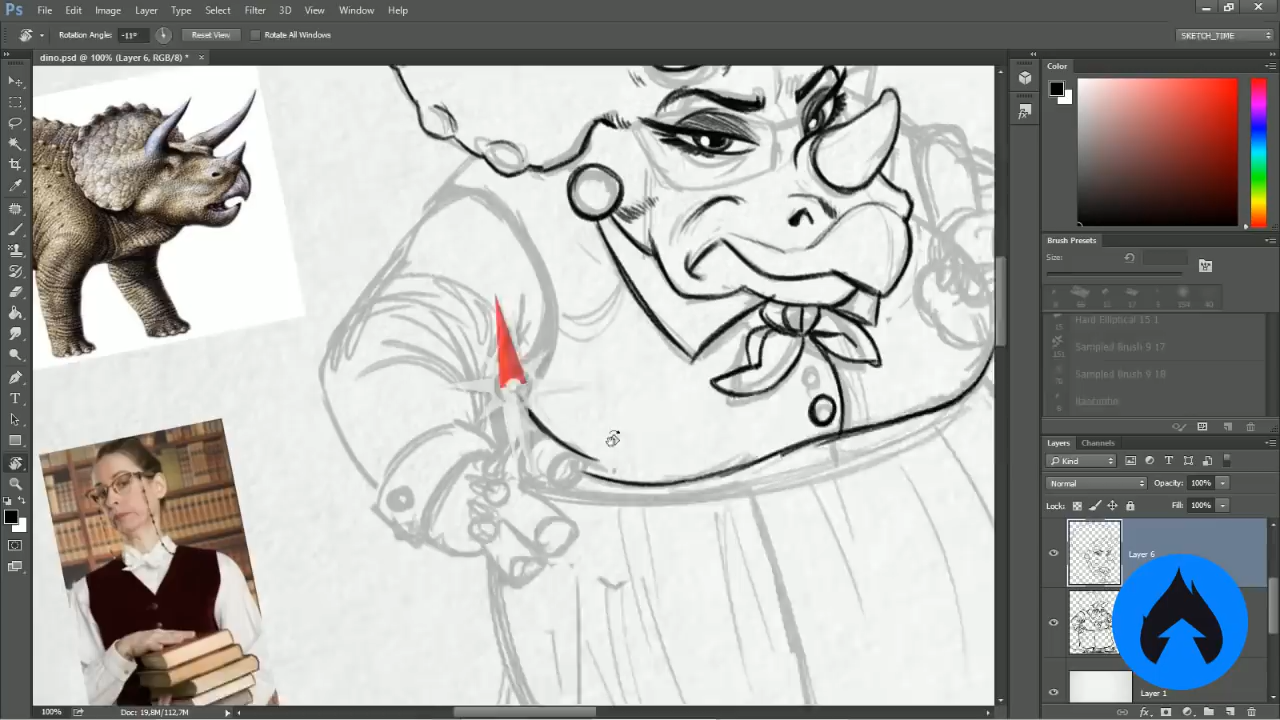 Ps File Edit Image Layer Type Select Filter 3D View Window Help
Rotation Angle: -11° Reset View Rotate All Windows SKETCH_TIME
dino.psd @ 100% (Layer 6, RGB/8) * ×
Color
Brush Presets
Size:
Hard Elliptical 15 1
Sampled Brush 9 17
Sampled Brush 9 18
Layers Channels
Kind
Normal Opacity: 100%
Lock: Fill: 100%
Layer 6
Layer 1
100% Doc: 19,8M/112,7M